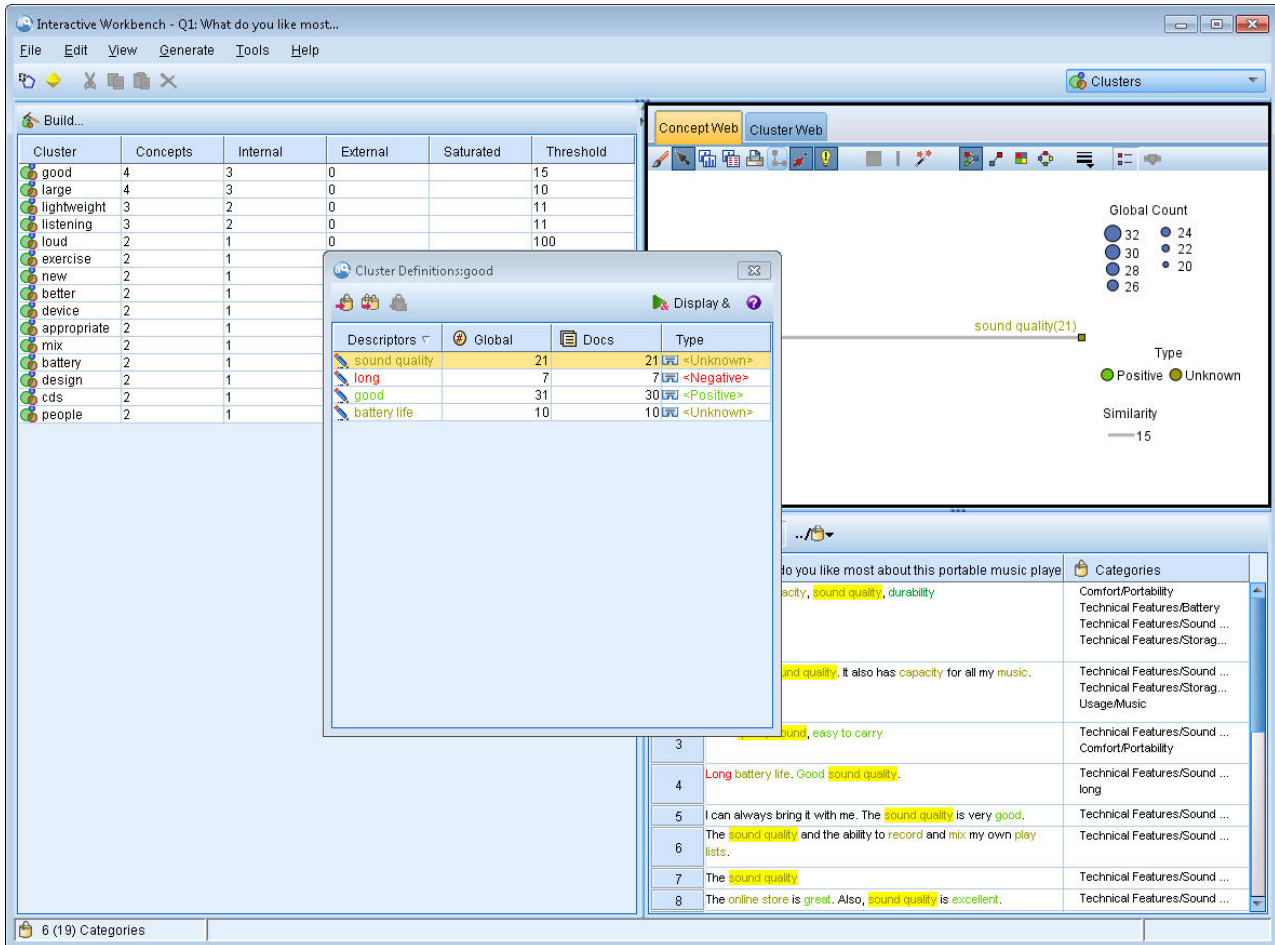 Interactive Workbench - Q1: What do you like most...
File Edit View Generate Tools Help
Clusters
Build...
Cluster Concepts Internal External Saturated Threshold
good 4 3 0 15
large 4 3 0 10
lightweight 3 2 0 11
listening 3 2 0 11
loud 2 1 0 100
exercise 2 1
new 2 1
better 2 1
device 2 1
appropriate 2 1
mix 2 1
battery 2 1
design 2 1
cds 2 1
people 2 1
Cluster Definitions:good
Display &
Descriptors Global Docs Type
sound quality 21 21 <Unknown>
long 7 7 <Negative>
good 31 30 <Positive>
battery life 10 10 <Unknown>
Concept Web Cluster Web
Global Count
32 24
30 22
28 20
26
sound quality(21)
Type
Positive Unknown
Similarity
15
../
do you like most about this portable music playe Categories
acity, sound quality, durability
Comfort/Portability
Technical Features/Battery
Technical Features/Sound ...
Technical Features/Storag...
und quality. It also has capacity for all my music.
Technical Features/Sound ...
Technical Features/Storag...
Usage/Music
3 ound, easy to carry
Technical Features/Sound ...
Comfort/Portability
4 Long battery life. Good sound quality.
Technical Features/Sound ...
long
5 I can always bring it with me. The sound quality is very good. Technical Features/Sound ...
6 The sound quality and the ability to record and mix my own play
lists.
Technical Features/Sound ...
7 The sound quality Technical Features/Sound ...
8 The online store is great. Also, sound quality is excellent. Technical Features/Sound ...
6 (19) Categories